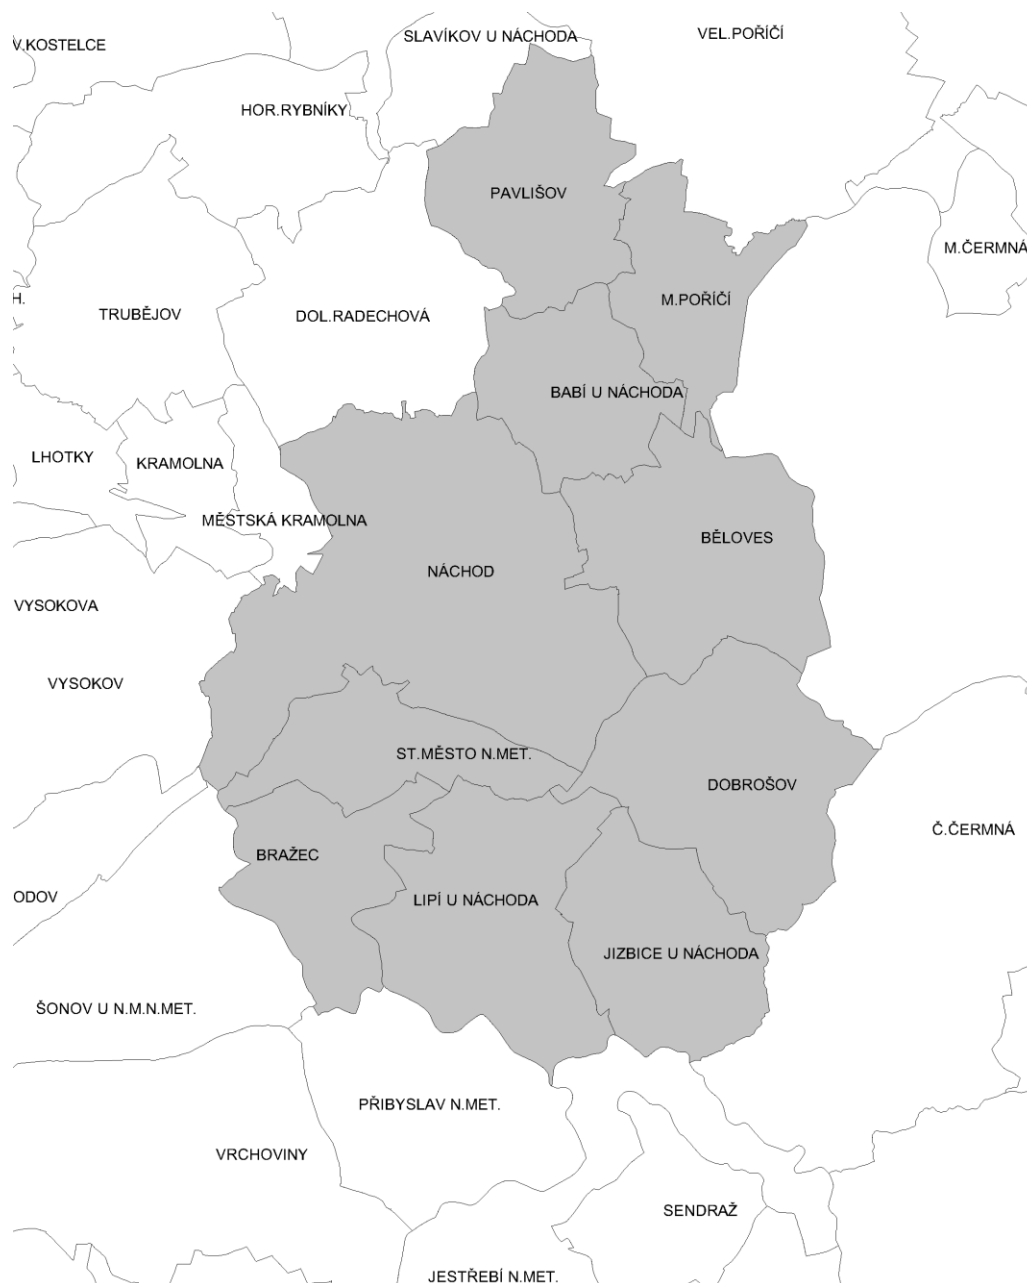 SLAVÍKOV U NÁCHODA
VEL.POŘÍČÍ
V.KOSTELCE
HOR.RYBNÍKY
PAVLIŠOV
M.ČERMNÁ
H.
M.POŘÍČÍ
TRUBĚJOV
DOL.RADECHOVÁ
BABÍ U NÁCHODA
LHOTKY
KRAMOLNA
MĚSTSKÁ KRAMOLNA
BĚLOVES
NÁCHOD
VYSOKOVA
VYSOKOV
ST.MĚSTO N.MET.
DOBROŠOV
Č.ČERMNÁ
BRAŽEC
ODOV
LIPÍ U NÁCHODA
JIZBICE U NÁCHODA
ŠONOV U N.M.N.MET.
PŘIBYSLAV N.MET.
VRCHOVINY
SENDRAŽ
JESTŘEBÍ N.MET.